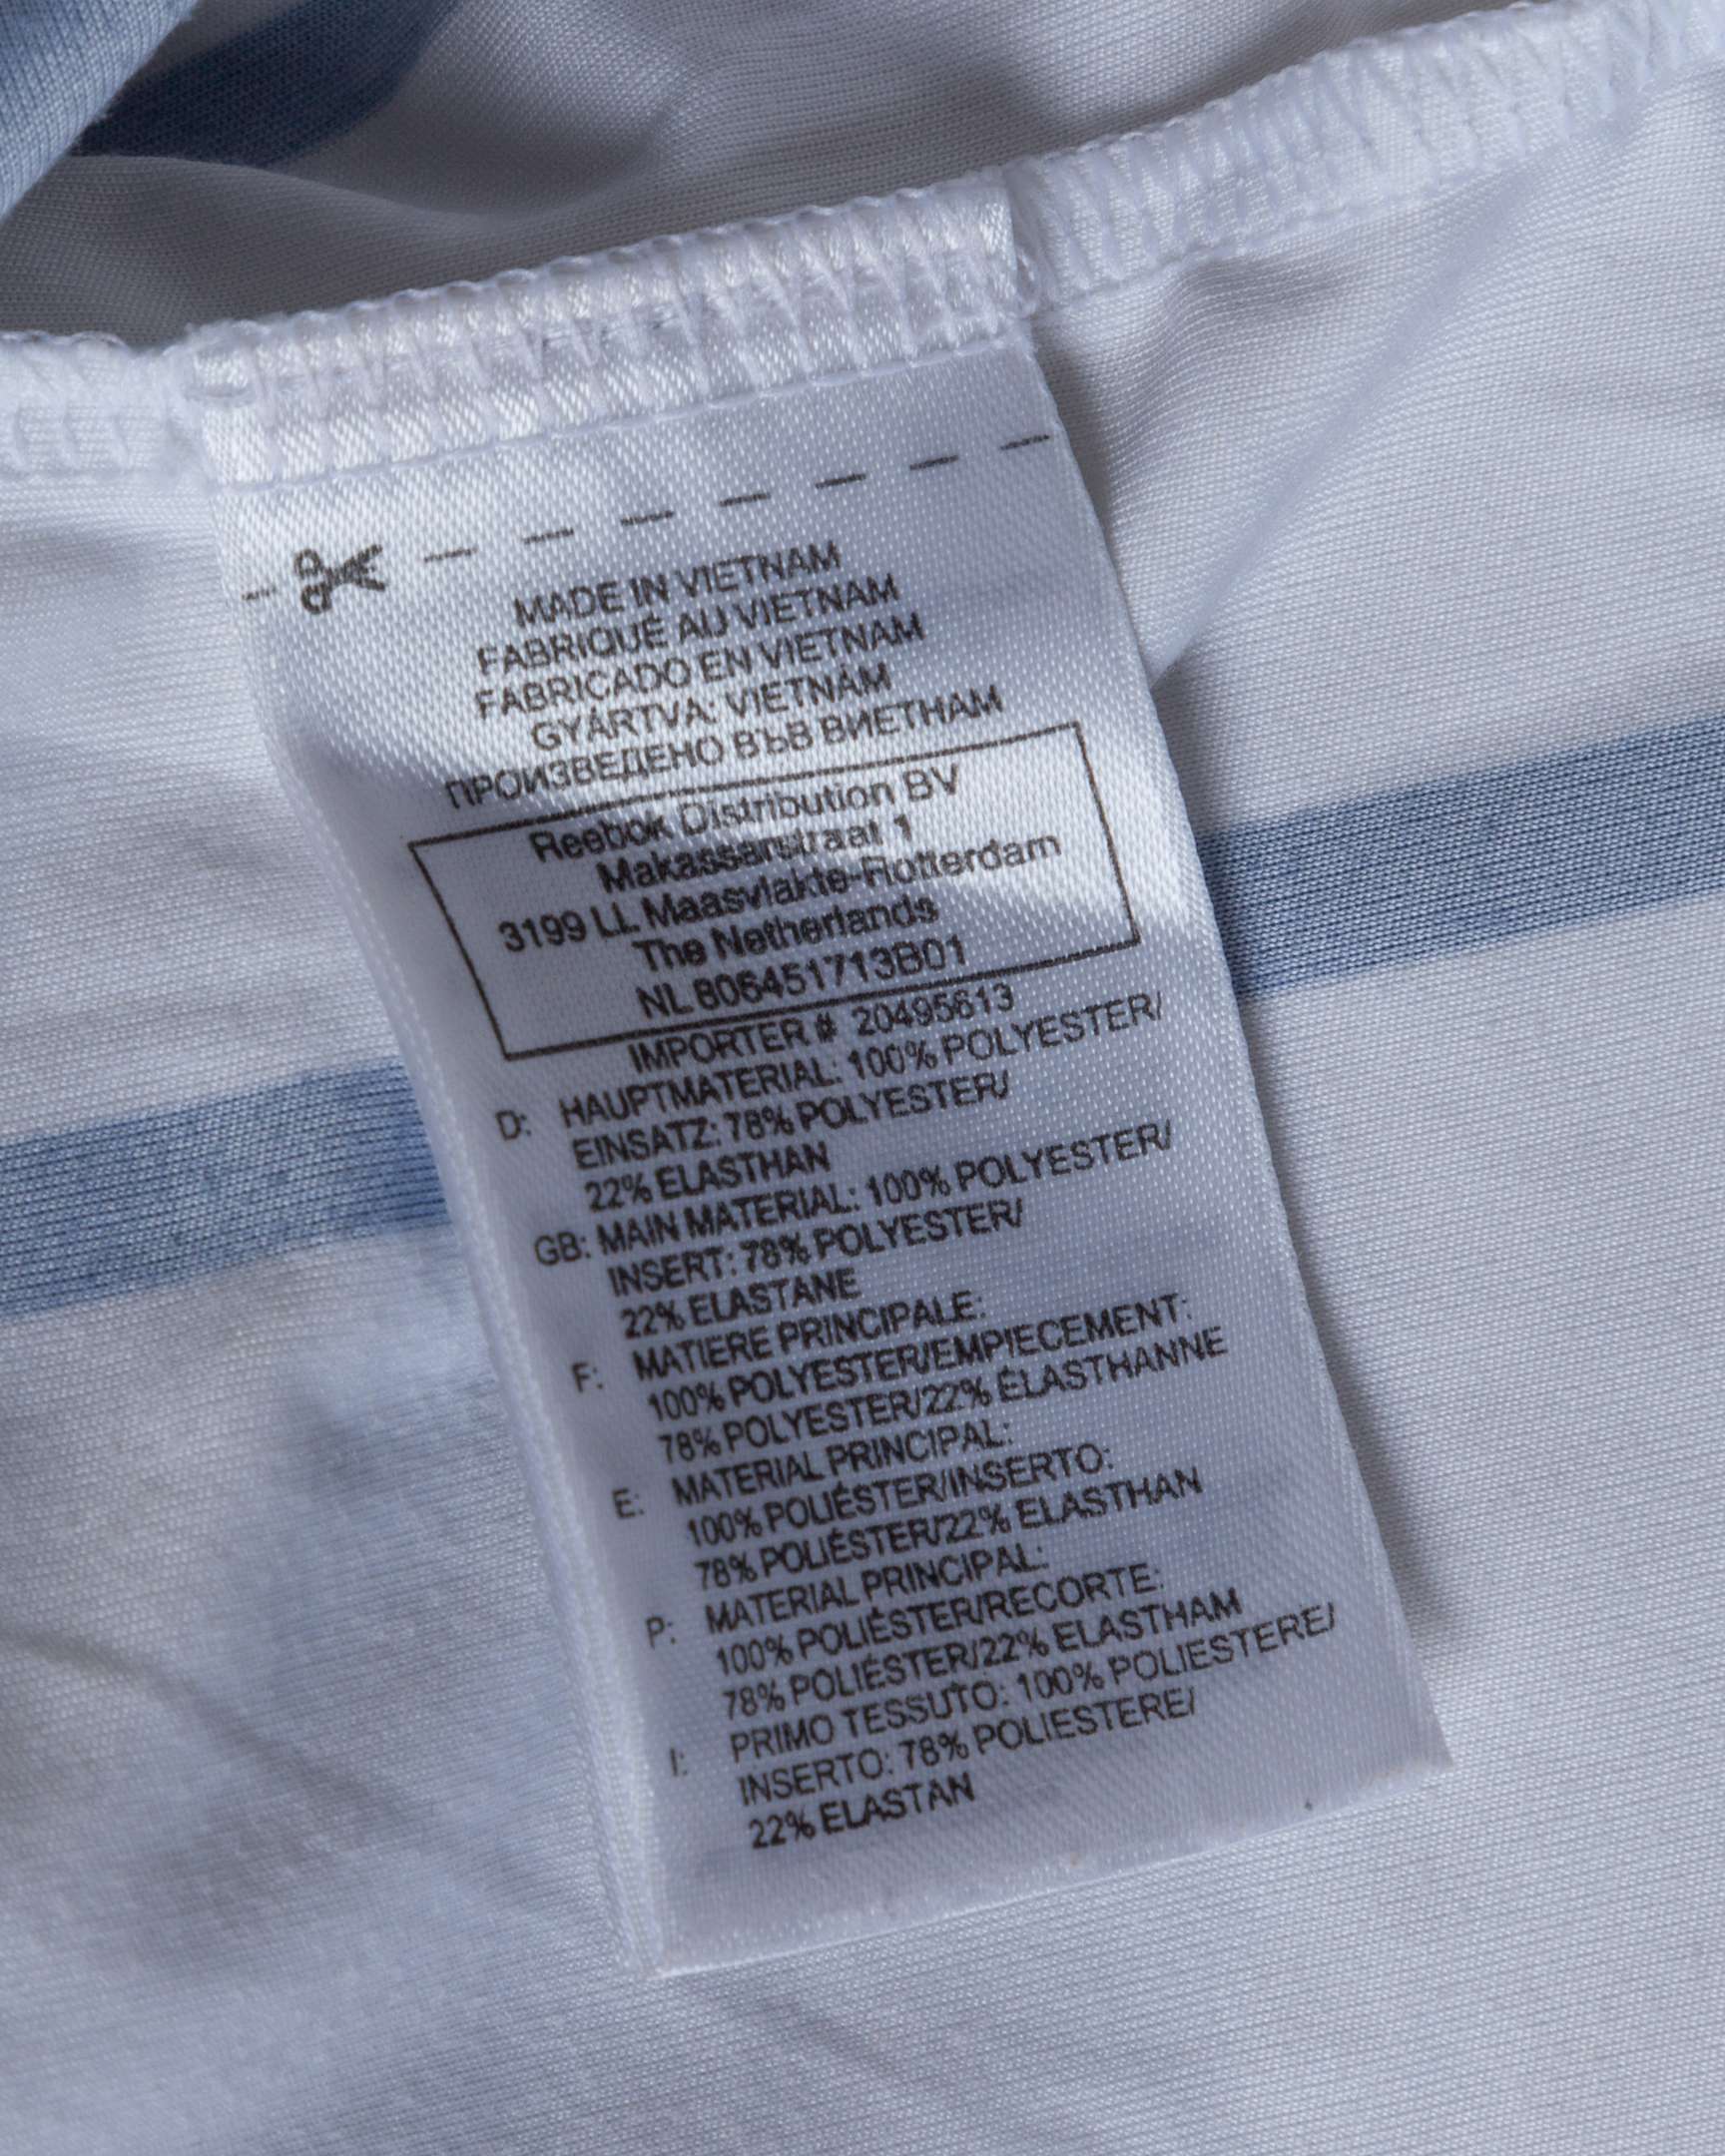 MADE IN VIETNAM
FABRIQUÉ AU VIETNAM
FABRICADO EN VIETNAM
GYÁRTVA: VIETNÁM
ПРОИЗВЕДЕНО ВЪВ ВИЕТНАМ
Reebok Distribution BV
Makassarstraat 1
3199 LL Maasvlakte-Rotterdam
The Netherlands
NL 806451713B01
IMPORTER # 20495613
D: HAUPTMATERIAL: 100% POLYESTER/
EINSATZ: 78% POLYESTER/
22% ELASTHAN
GB: MAIN MATERIAL: 100% POLYESTER/
INSERT: 78% POLYESTER/
22% ELASTANE
F: MATIERE PRINCIPALE:
100% POLYESTER/EMPIECEMENT:
78% POLYESTER/22% ÉLASTHANNE
E: MATERIAL PRINCIPAL:
100% POLIÉSTER/INSERTO:
78% POLIÉSTER/22% ELASTHAN
P: MATERIAL PRINCIPAL:
100% POLIÉSTER/RECORTE:
78% POLIÉSTER/22% ELASTHAM
I: PRIMO TESSUTO: 100% POLIESTERE/
INSERTO: 78% POLIESTERE/
22% ELASTAN